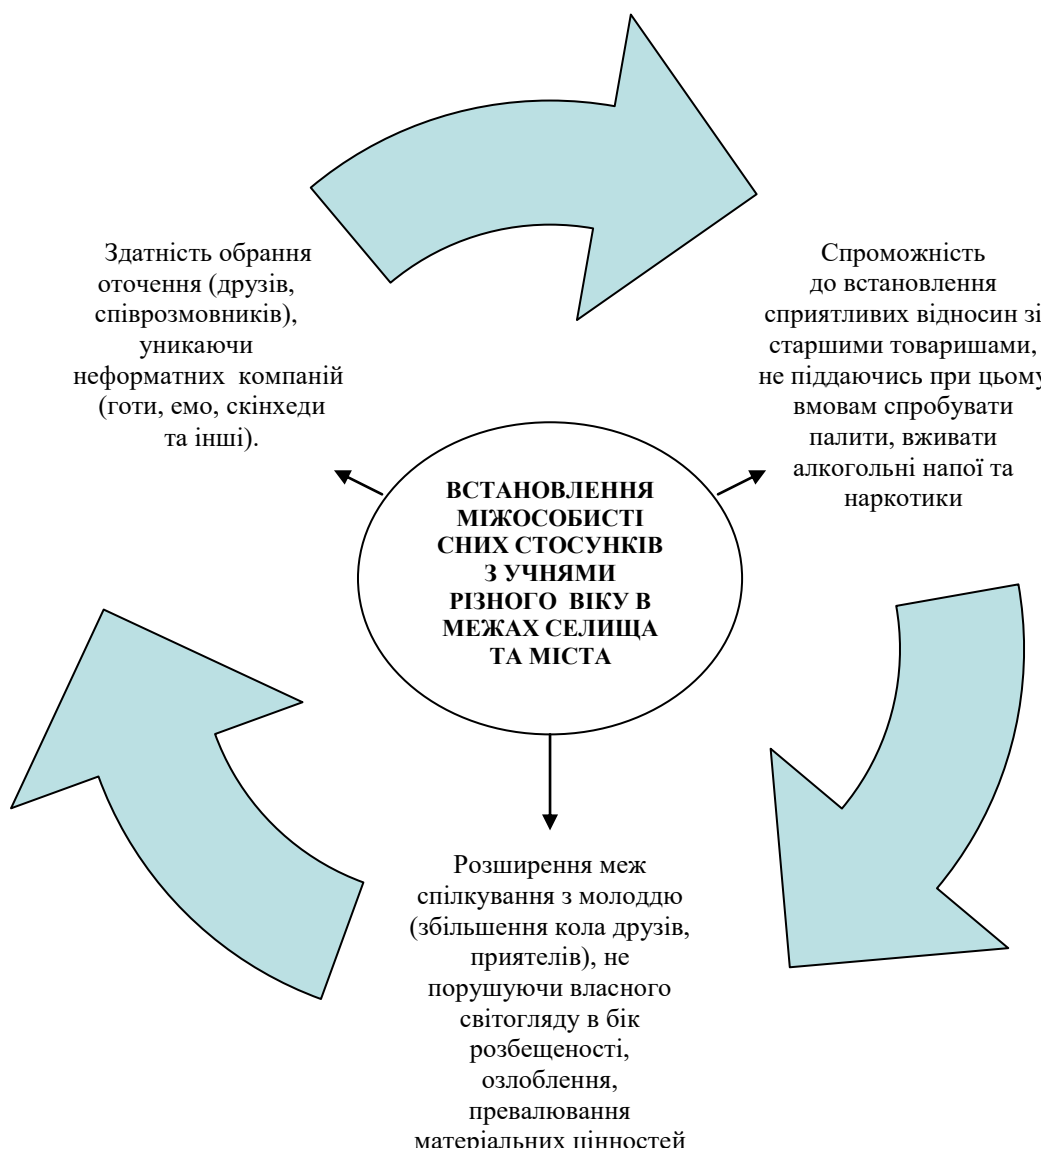 Здатність обрання
оточення (друзів,
співрозмовників),
уникаючи
неформатних компаній
(готи, емо, скінхеди
та інші).
Спроможність
до встановлення
сприятливих відносин зі
старшими товаришами,
не піддаючись при цьому
вмовам спробувати
палити, вживати
алкогольні напої та
наркотики
ВСТАНОВЛЕННЯ
МІЖОСОБИСТІ
СНИХ СТОСУНКІВ
З УЧНЯМИ
РІЗНОГО ВІКУ В
МЕЖАХ СЕЛИЩА
ТА МІСТА
Розширення меж
спілкування з молоддю
(збільшення кола друзів,
приятелів), не
порушуючи власного
світогляду в бік
розбещеності,
озлоблення,
превалювання
матеріальних цінностей